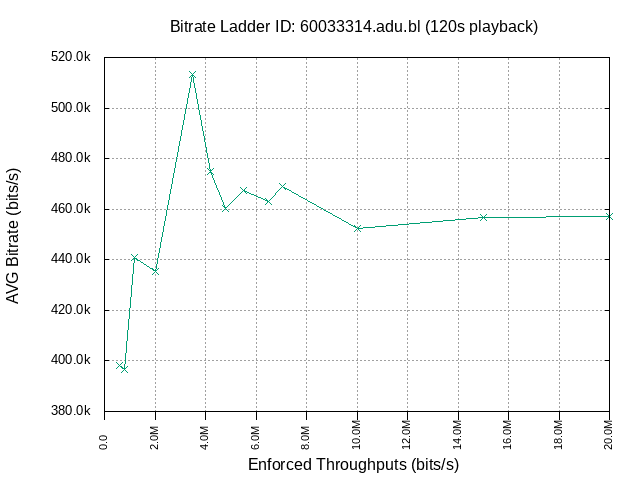 Bitrate Ladder ID: 60033314.adu.bl (120s playback)
520.0k
500.0k
480.0k
460.0k
440.0k
420.0k
400.0k
380.0k
AVG Bitrate (bits/s)
0.0
2.0M
4.0M
6.0M
8.0M
10.0M
12.0M
14.0M
16.0M
18.0M
20.0M
Enforced Throughputs (bits/s)